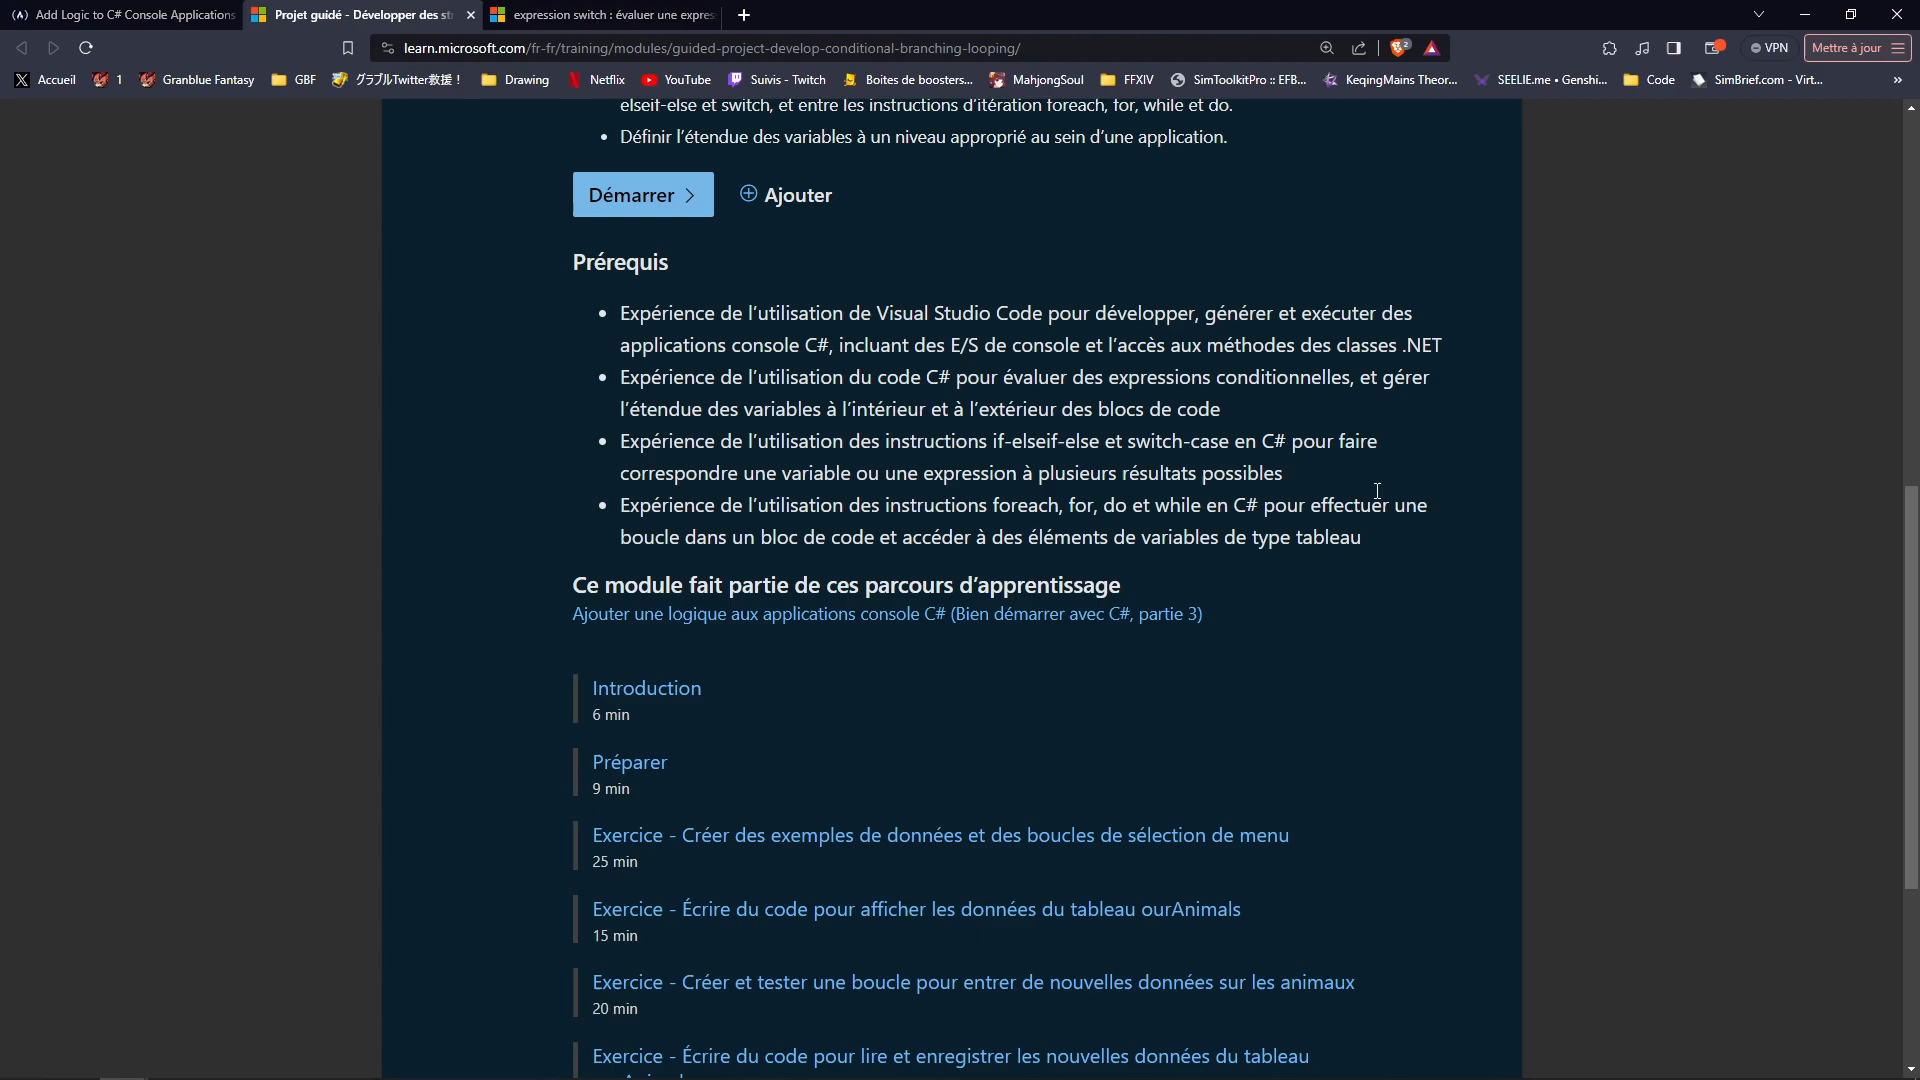 Add Logic to C# Console Applications
Projet guidé - Développer des st
expression switch : évaluer une expres
learn.microsoft.com/fr-fr/training/modules/guided-project-develop-conditional-branching-looping/
2
VPN
Mettre à jour
Accueil
1
Granblue Fantasy
GBF
グラブルTwitter救援！
Drawing
Netflix
YouTube
Suivis - Twitch
Boites de boosters...
MahjongSoul
FFXIV
SimToolkitPro :: EFB...
KeqingMains Theor...
SEELIE.me • Genshi...
Code
SimBrief.com - Virt...
»
elseif-else et switch, et entre les instructions d’itération foreach, for, while et do.
• Définir l’étendue des variables à un niveau approprié au sein d’une application.
Démarrer
Ajouter
Prérequis
• Expérience de l’utilisation de Visual Studio Code pour développer, générer et exécuter des
applications console C#, incluant des E/S de console et l’accès aux méthodes des classes .NET
• Expérience de l’utilisation du code C# pour évaluer des expressions conditionnelles, et gérer
l’étendue des variables à l’intérieur et à l’extérieur des blocs de code
• Expérience de l’utilisation des instructions if-elseif-else et switch-case en C# pour faire
correspondre une variable ou une expression à plusieurs résultats possibles
• Expérience de l’utilisation des instructions foreach, for, do et while en C# pour effectuer une
boucle dans un bloc de code et accéder à des éléments de variables de type tableau
Ce module fait partie de ces parcours d’apprentissage
Ajouter une logique aux applications console C# (Bien démarrer avec C#, partie 3)
Introduction
6 min
Préparer
9 min
Exercice - Créer des exemples de données et des boucles de sélection de menu
25 min
Exercice - Écrire du code pour afficher les données du tableau ourAnimals
15 min
Exercice - Créer et tester une boucle pour entrer de nouvelles données sur les animaux
20 min
Exercice - Écrire du code pour lire et enregistrer les nouvelles données du tableau